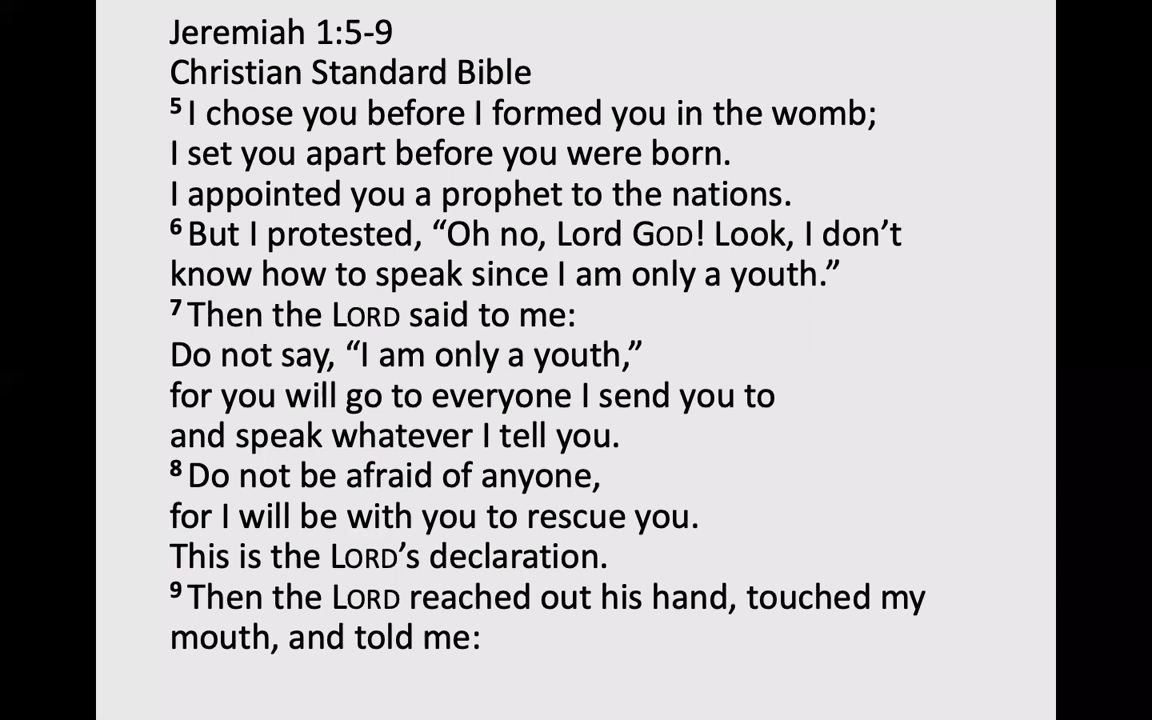 Jeremiah 1:5-9
Christian Standard Bible
⁵ I chose you before I formed you in the womb;
I set you apart before you were born.
I appointed you a prophet to the nations.
⁶ But I protested, “Oh no, Lord GOD! Look, I don’t
know how to speak since I am only a youth.”
⁷ Then the LORD said to me:
Do not say, “I am only a youth,”
for you will go to everyone I send you to
and speak whatever I tell you.
⁸ Do not be afraid of anyone,
for I will be with you to rescue you.
This is the LORD’s declaration.
⁹ Then the LORD reached out his hand, touched my
mouth, and told me: